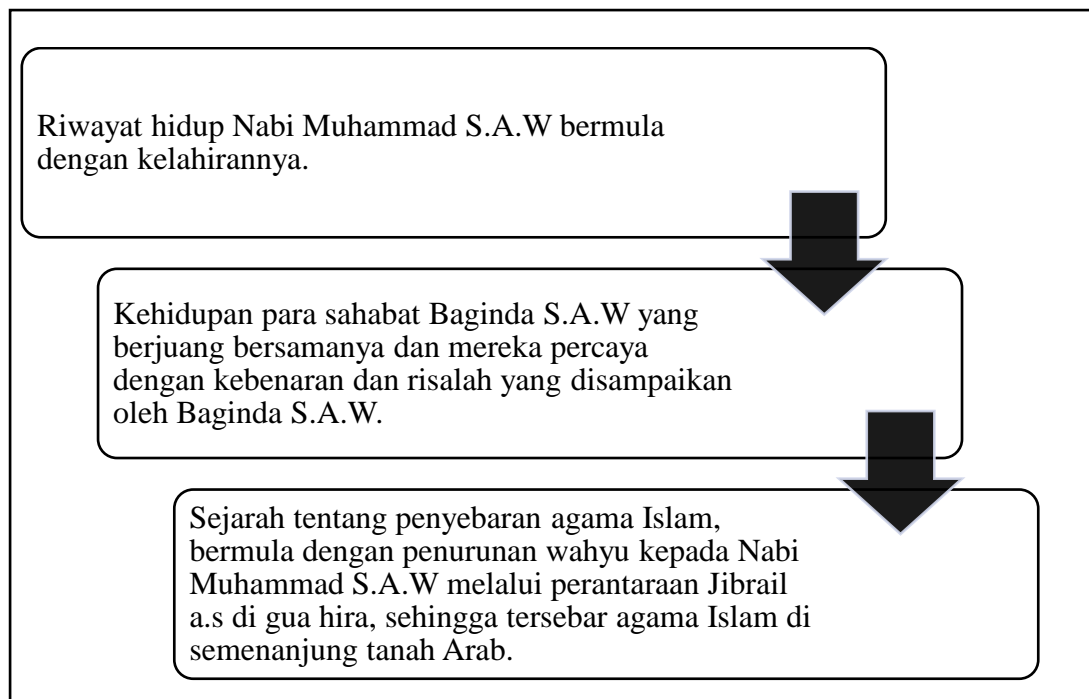 Riwayat hidup Nabi Muhammad S.A.W bermula
dengan kelahirannya.
Kehidupan para sahabat Baginda S.A.W yang
berjuang bersamanya dan mereka percaya
dengan kebenaran dan risalah yang disampaikan
oleh Baginda S.A.W.
Sejarah tentang penyebaran agama Islam,
bermula dengan penurunan wahyu kepada Nabi
Muhammad S.A.W melalui perantaraan Jibrail
a.s di gua hira, sehingga tersebar agama Islam di
semenanjung tanah Arab.